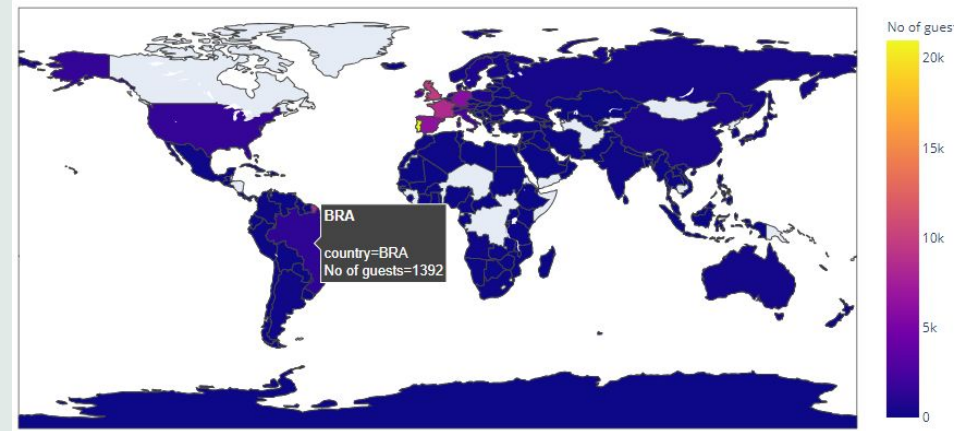 No of guest
20k
15k
10k
5k
0
BRA
country=BRA
No of guests=1392